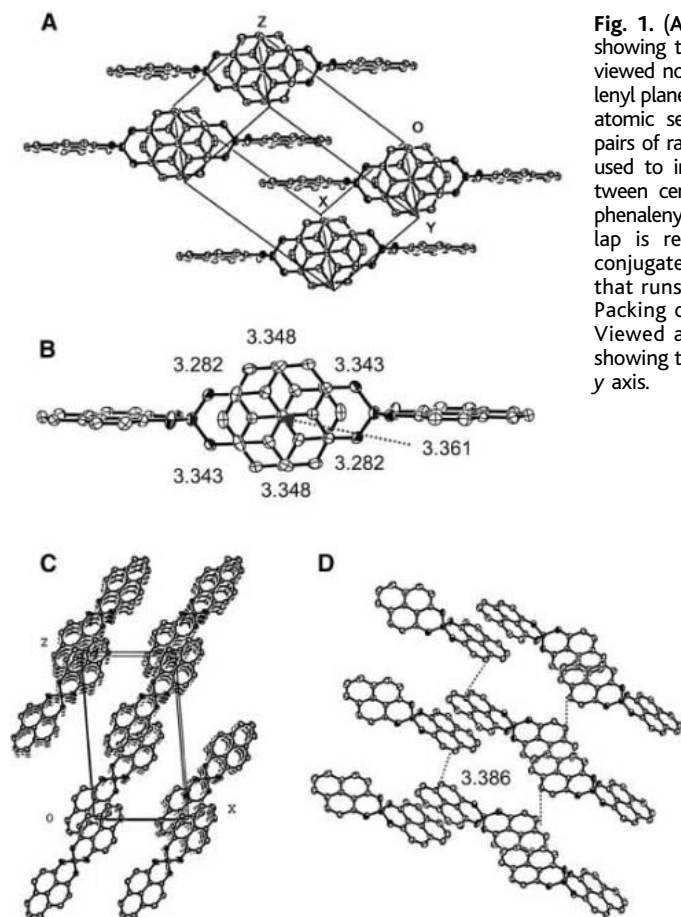 A
Z
O
X
Y
B
3.348
3.282
3.343
3.361
3.343
3.282
3.348
C
D
z
o
x
3.386
Fig. 1. (A
showing t
viewed no
lenyl plane
atomic se
pairs of ra
used to i
tween cer
phenaleny
lap is re
conjugate
that runs
Packing o
Viewed a
showing t
y axis.